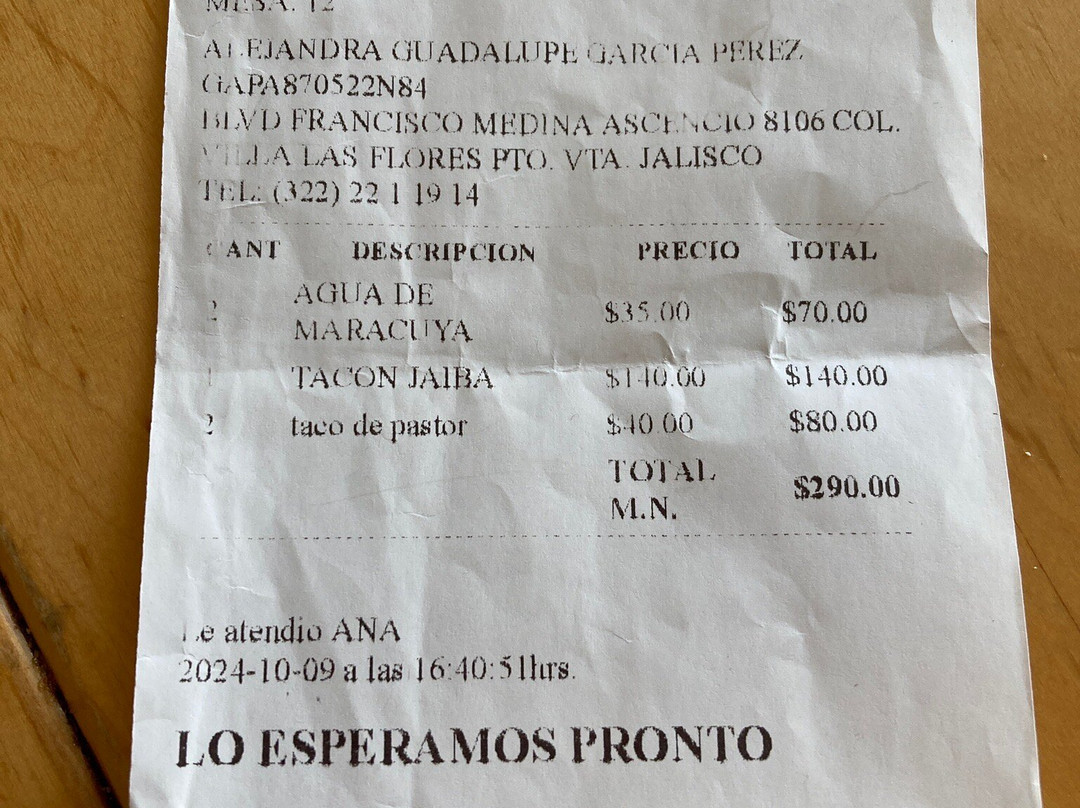 MESA: 12
ALEJANDRA GUADALUPE GARCIA PEREZ
GAPA870522N84
BLVD FRANCISCO MEDINA ASCENCIO 8106 COL.
VILLA LAS FLORES PTO. VTA. JALISCO
TEL: (322) 22 1 19 14
CANT DESCRIPCION PRECIO TOTAL
2 AGUA DE MARACUYA $35.00 $70.00
1 TACON JAIBA $140.00 $140.00
2 taco de pastor $40.00 $80.00
TOTAL M.N. $290.00
Le atendio ANA
2024-10-09 a las 16:40:51hrs.
LO ESPERAMOS PRONTO